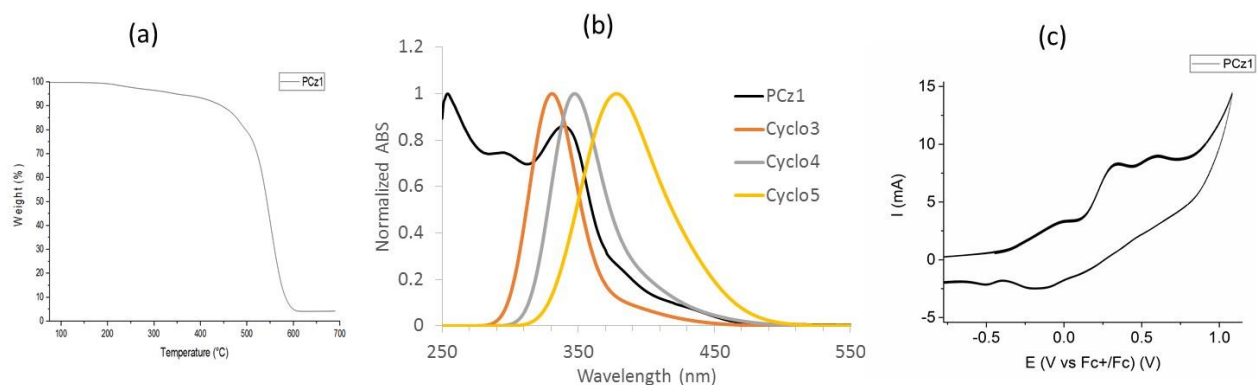 (a)
PCz1
100
90
80
70
60
50
40
30
20
10
0
Weight (%)
100 200 300 400 500 600 700
Temperature (°C)
(b)
1.2
1
0.8
0.6
0.4
0.2
0
Normalized ABS
PCz1
Cyclo3
Cyclo4
Cyclo5
250 350 450 550
Wavelength (nm)
(c)
PCz1
15
10
5
0
-5
I (mA)
-0.5 0.0 0.5 1.0
E (V vs Fc+/Fc) (V)